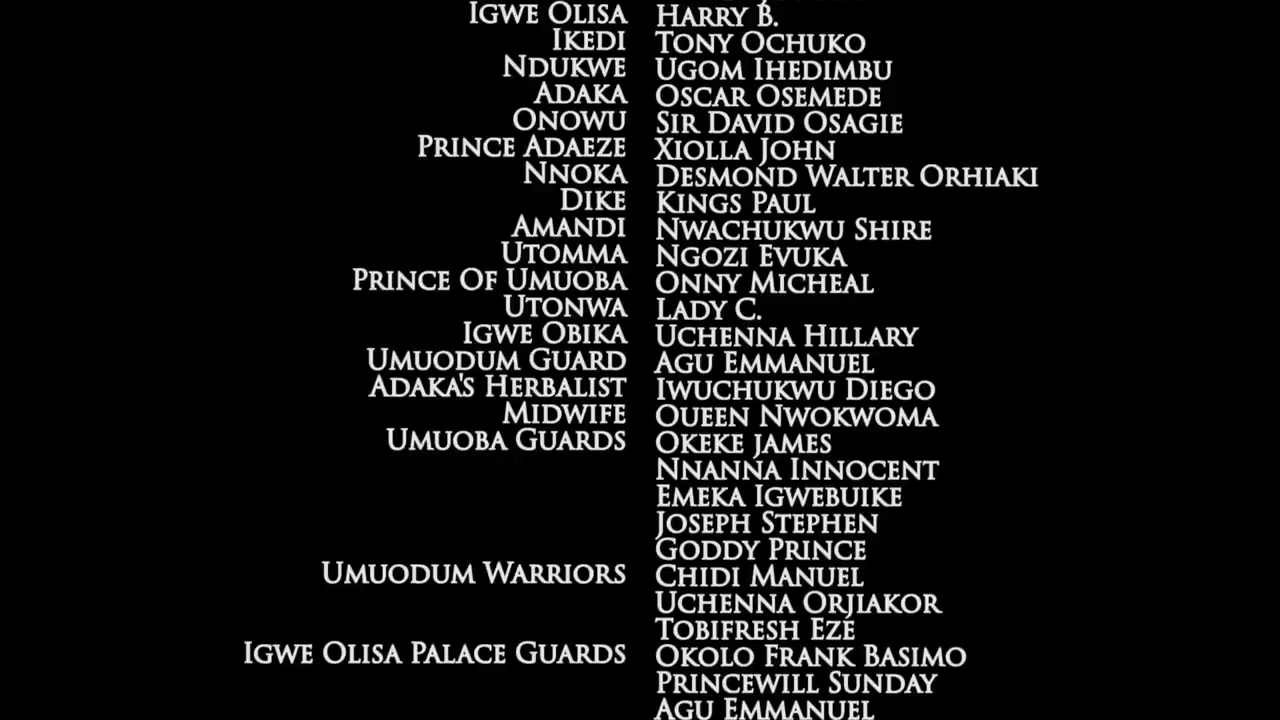 IGWE OLISA HARRY B.
IKEDI TONY OCHUKO
NDUKWE UGOM IHEDIMBU
ADAKA OSCAR OSEMEDE
ONOWU SIR DAVID OSAGIE
PRINCE ADAEZE XIOLLA JOHN
NNOKA DESMOND WALTER ORHIAKI
DIKE KINGS PAUL
AMANDI NWACHUKWU SHIRE
UTOMMA NGOZI EVUKA
PRINCE OF UMUOBA ONNY MICHEAL
UTONWA LADY C.
IGWE OBIKA UCHENNA HILLARY
UMUODUM GUARD AGU EMMANUEL
ADAKA'S HERBALIST IWUCHUKWU DIEGO
MIDWIFE OUEEN NWOKWOMA
UMUOBA GUARDS OKEKE JAMES
NNANNA INNOCENT
EMEKA IGWEBUIKE
JOSEPH STEPHEN
GODDY PRINCE
UMUODUM WARRIORS CHIDI MANUEL
UCHENNA ORJIAKOR
TOBIFRESH EZE
IGWE OLISA PALACE GUARDS OKOLO FRANK BASIMO
PRINCEWILL SUNDAY
AGU EMMANUEL